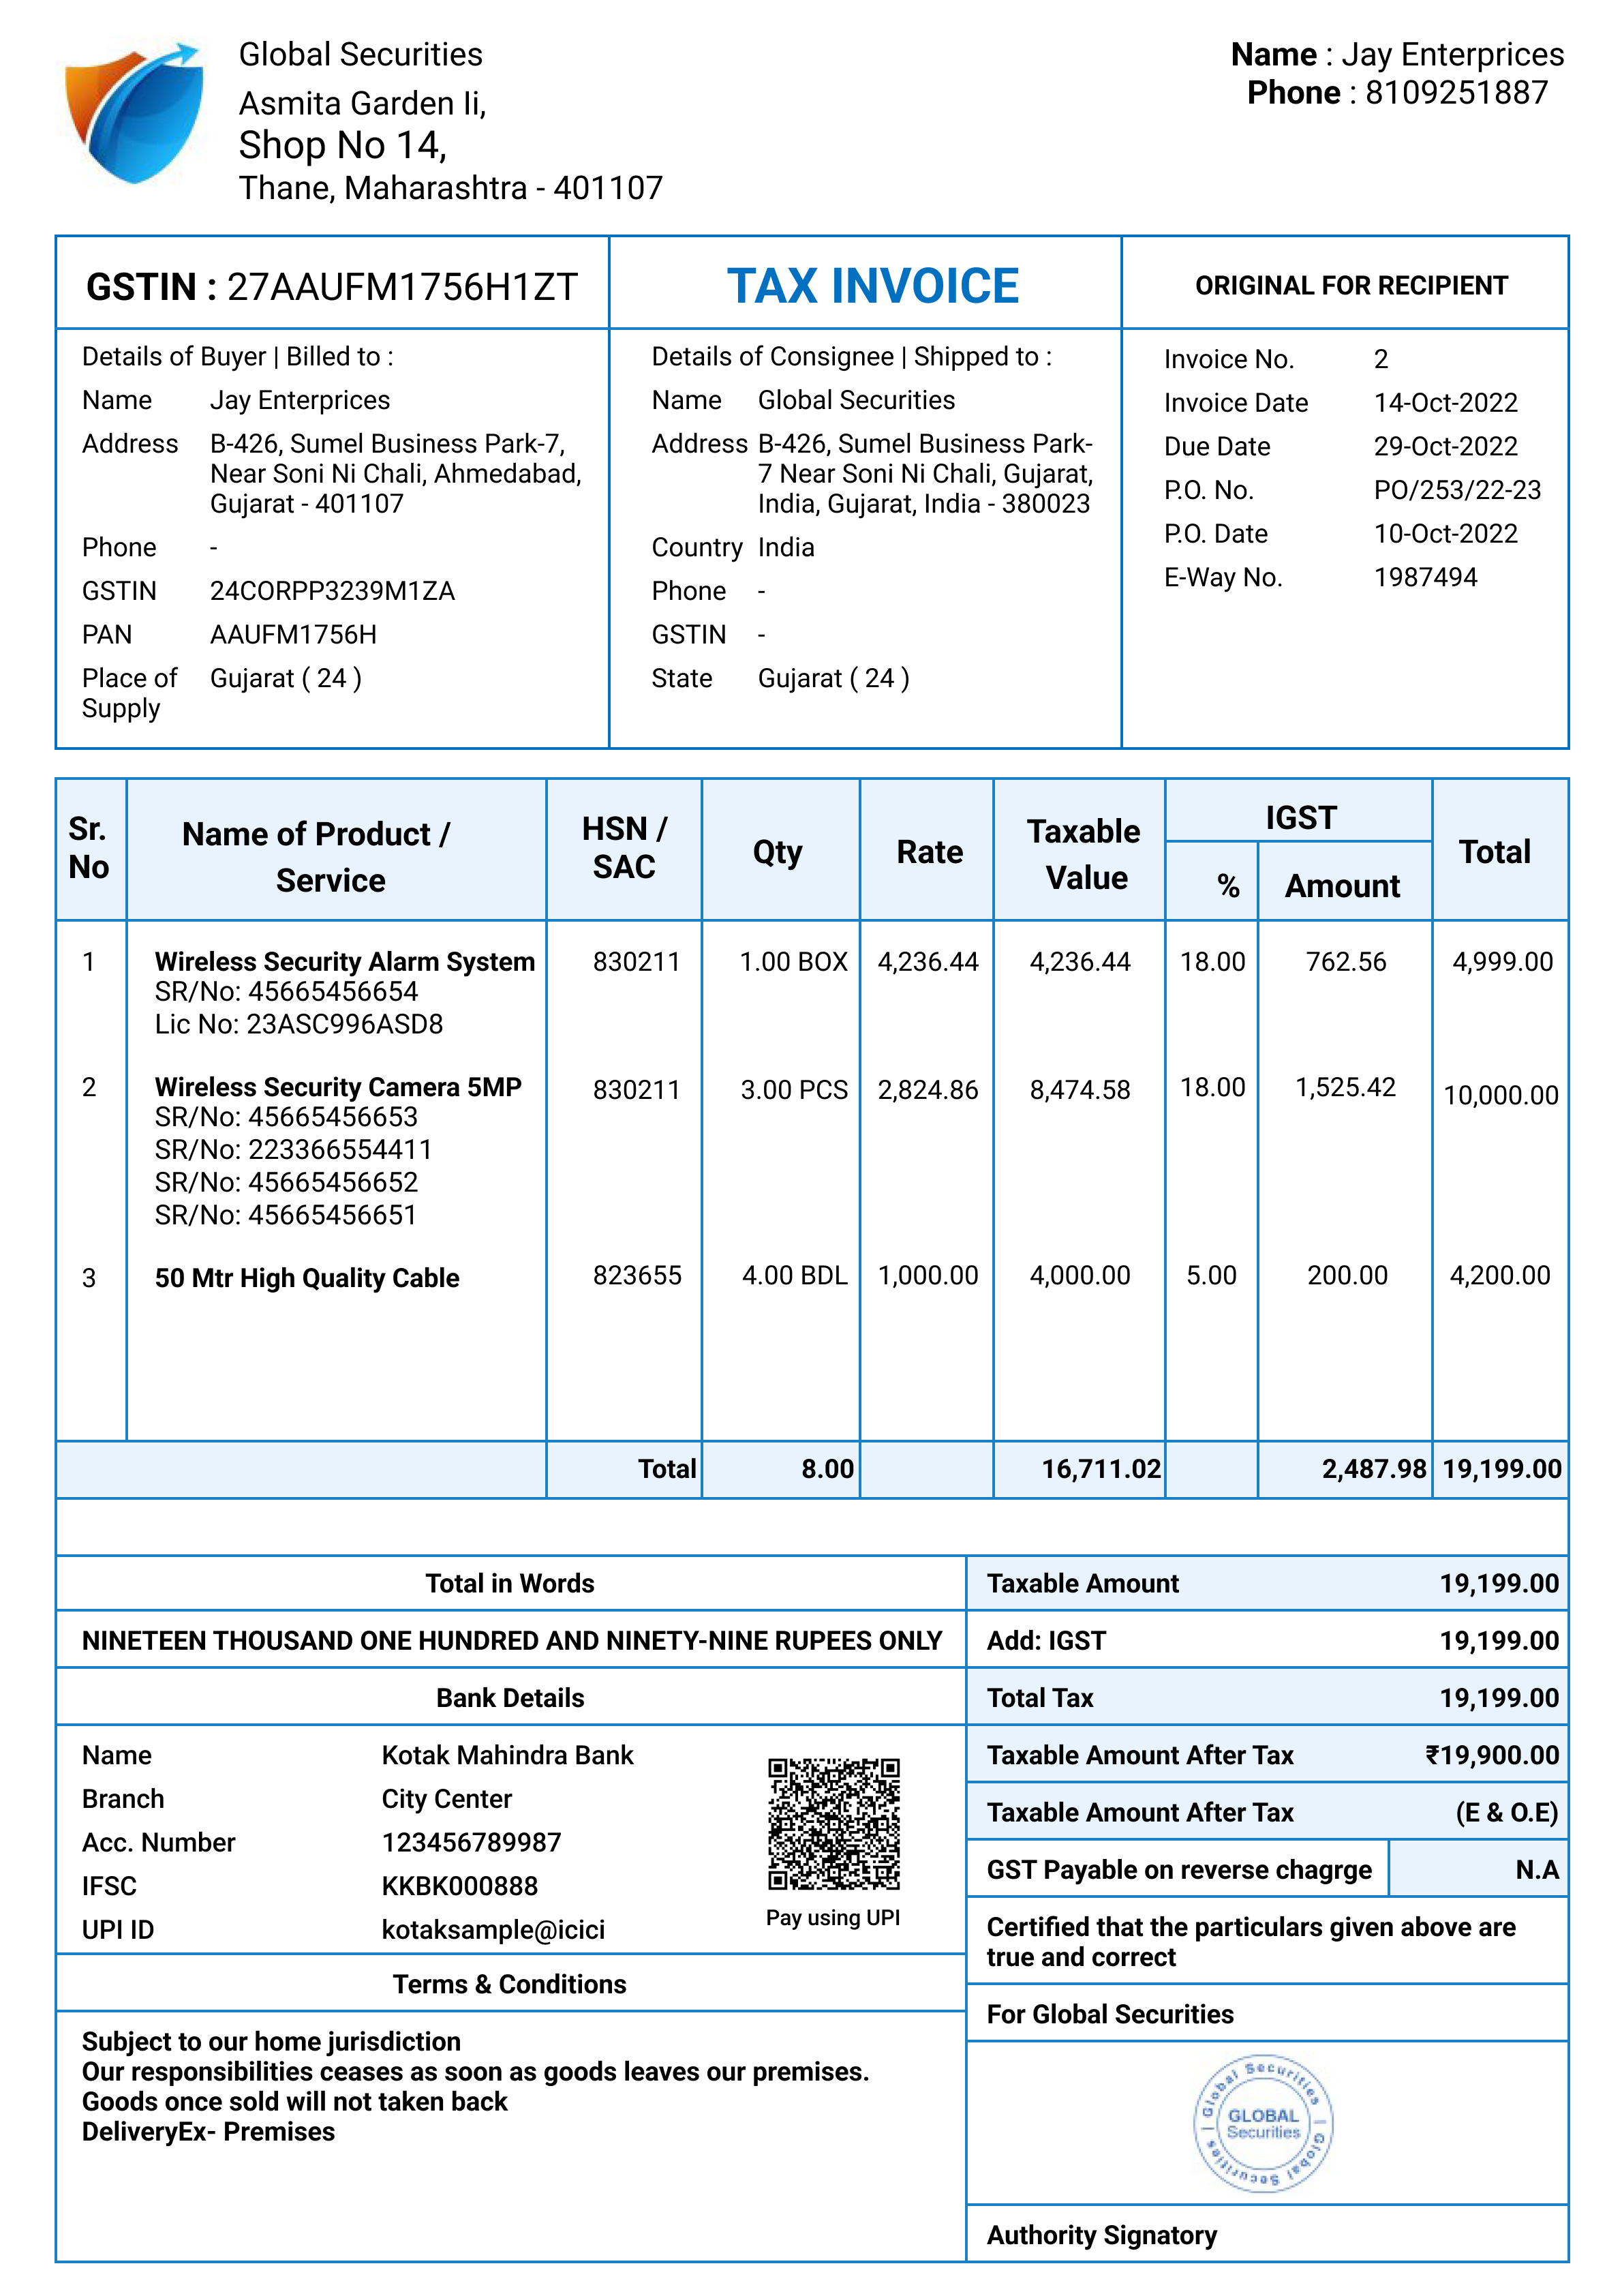 Global Securities
Asmita Garden Ii,
Shop No 14,
Thane, Maharashtra - 401107
Name : Jay Enterprices
Phone : 8109251887
GSTIN : 27AAUFM1756H1ZT
TAX INVOICE
ORIGINAL FOR RECIPIENT
Details of Buyer | Billed to :
Name Jay Enterprices
Address B-426, Sumel Business Park-7,
Near Soni Ni Chali, Ahmedabad,
Gujarat - 401107
Phone -
GSTIN 24CORPP3239M1ZA
PAN AAUFM1756H
Place of Gujarat ( 24 )
Supply
Details of Consignee | Shipped to :
Name Global Securities
Address B-426, Sumel Business Park-
7 Near Soni Ni Chali, Gujarat,
India, Gujarat, India - 380023
Country India
Phone -
GSTIN -
State Gujarat ( 24 )
Invoice No. 2
Invoice Date 14-Oct-2022
Due Date 29-Oct-2022
P.O. No. PO/253/22-23
P.O. Date 10-Oct-2022
E-Way No. 1987494
Sr.
No
Name of Product /
Service
HSN /
SAC
Qty
Rate
Taxable
Value
IGST
%
Amount
Total
1 Wireless Security Alarm System 830211 1.00 BOX 4,236.44 4,236.44 18.00 762.56 4,999.00
SR/No: 45665456654
Lic No: 23ASC996ASD8
2 Wireless Security Camera 5MP 830211 3.00 PCS 2,824.86 8,474.58 18.00 1,525.42 10,000.00
SR/No: 45665456653
SR/No: 223366554411
SR/No: 45665456652
SR/No: 45665456651
3 50 Mtr High Quality Cable 823655 4.00 BDL 1,000.00 4,000.00 5.00 200.00 4,200.00
Total 8.00 16,711.02 2,487.98 19,199.00
Total in Words
NINETEEN THOUSAND ONE HUNDRED AND NINETY-NINE RUPEES ONLY
Bank Details
Name Kotak Mahindra Bank
Branch City Center
Acc. Number 123456789987
IFSC KKBK000888
UPI ID kotaksample@icici
Pay using UPI
Terms & Conditions
Subject to our home jurisdiction
Our responsibilities ceases as soon as goods leaves our premises.
Goods once sold will not taken back
DeliveryEx- Premises
Taxable Amount 19,199.00
Add: IGST 19,199.00
Total Tax 19,199.00
Taxable Amount After Tax ₹19,900.00
Taxable Amount After Tax (E & O.E)
GST Payable on reverse chagrge N.A
Certified that the particulars given above are
true and correct
For Global Securities
Global Securities | Global Securities |
GLOBAL
Securities
Authority Signatory